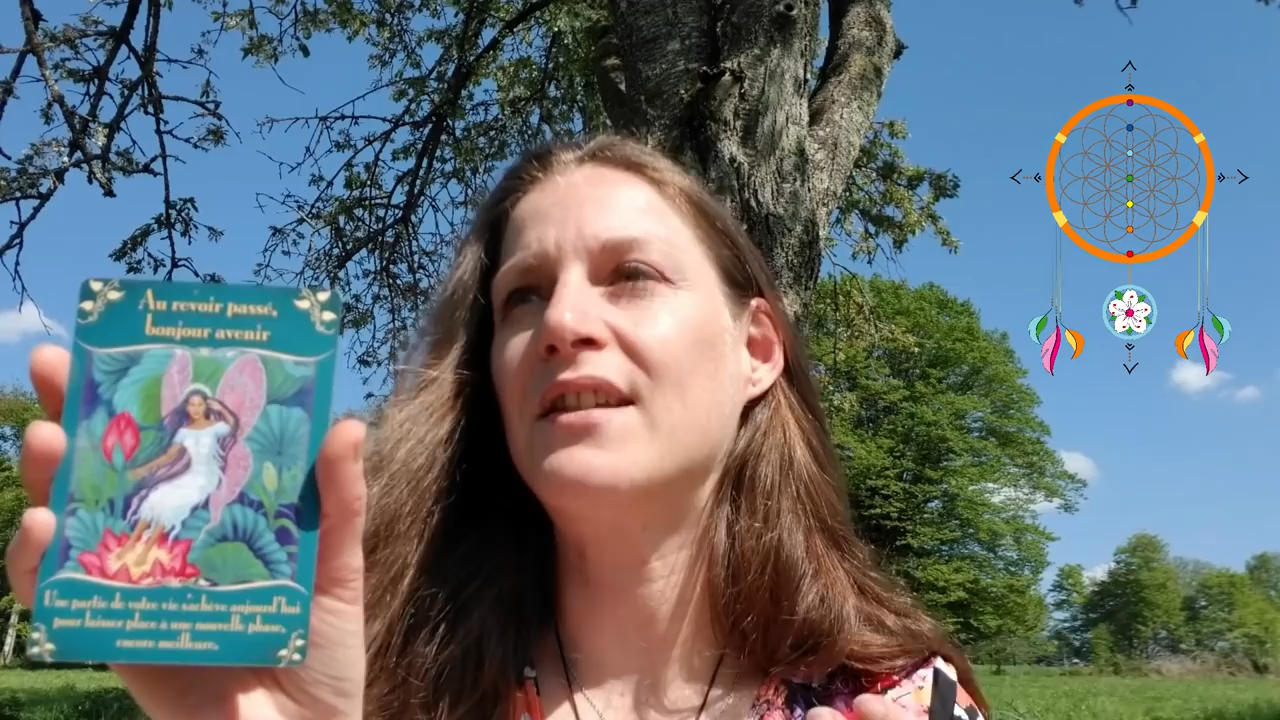 Au revoir passé,
bonjour avenir
Une partie de votre vie s'achève aujourd'hui
pour laisser place à une nouvelle phase,
encore meilleure.